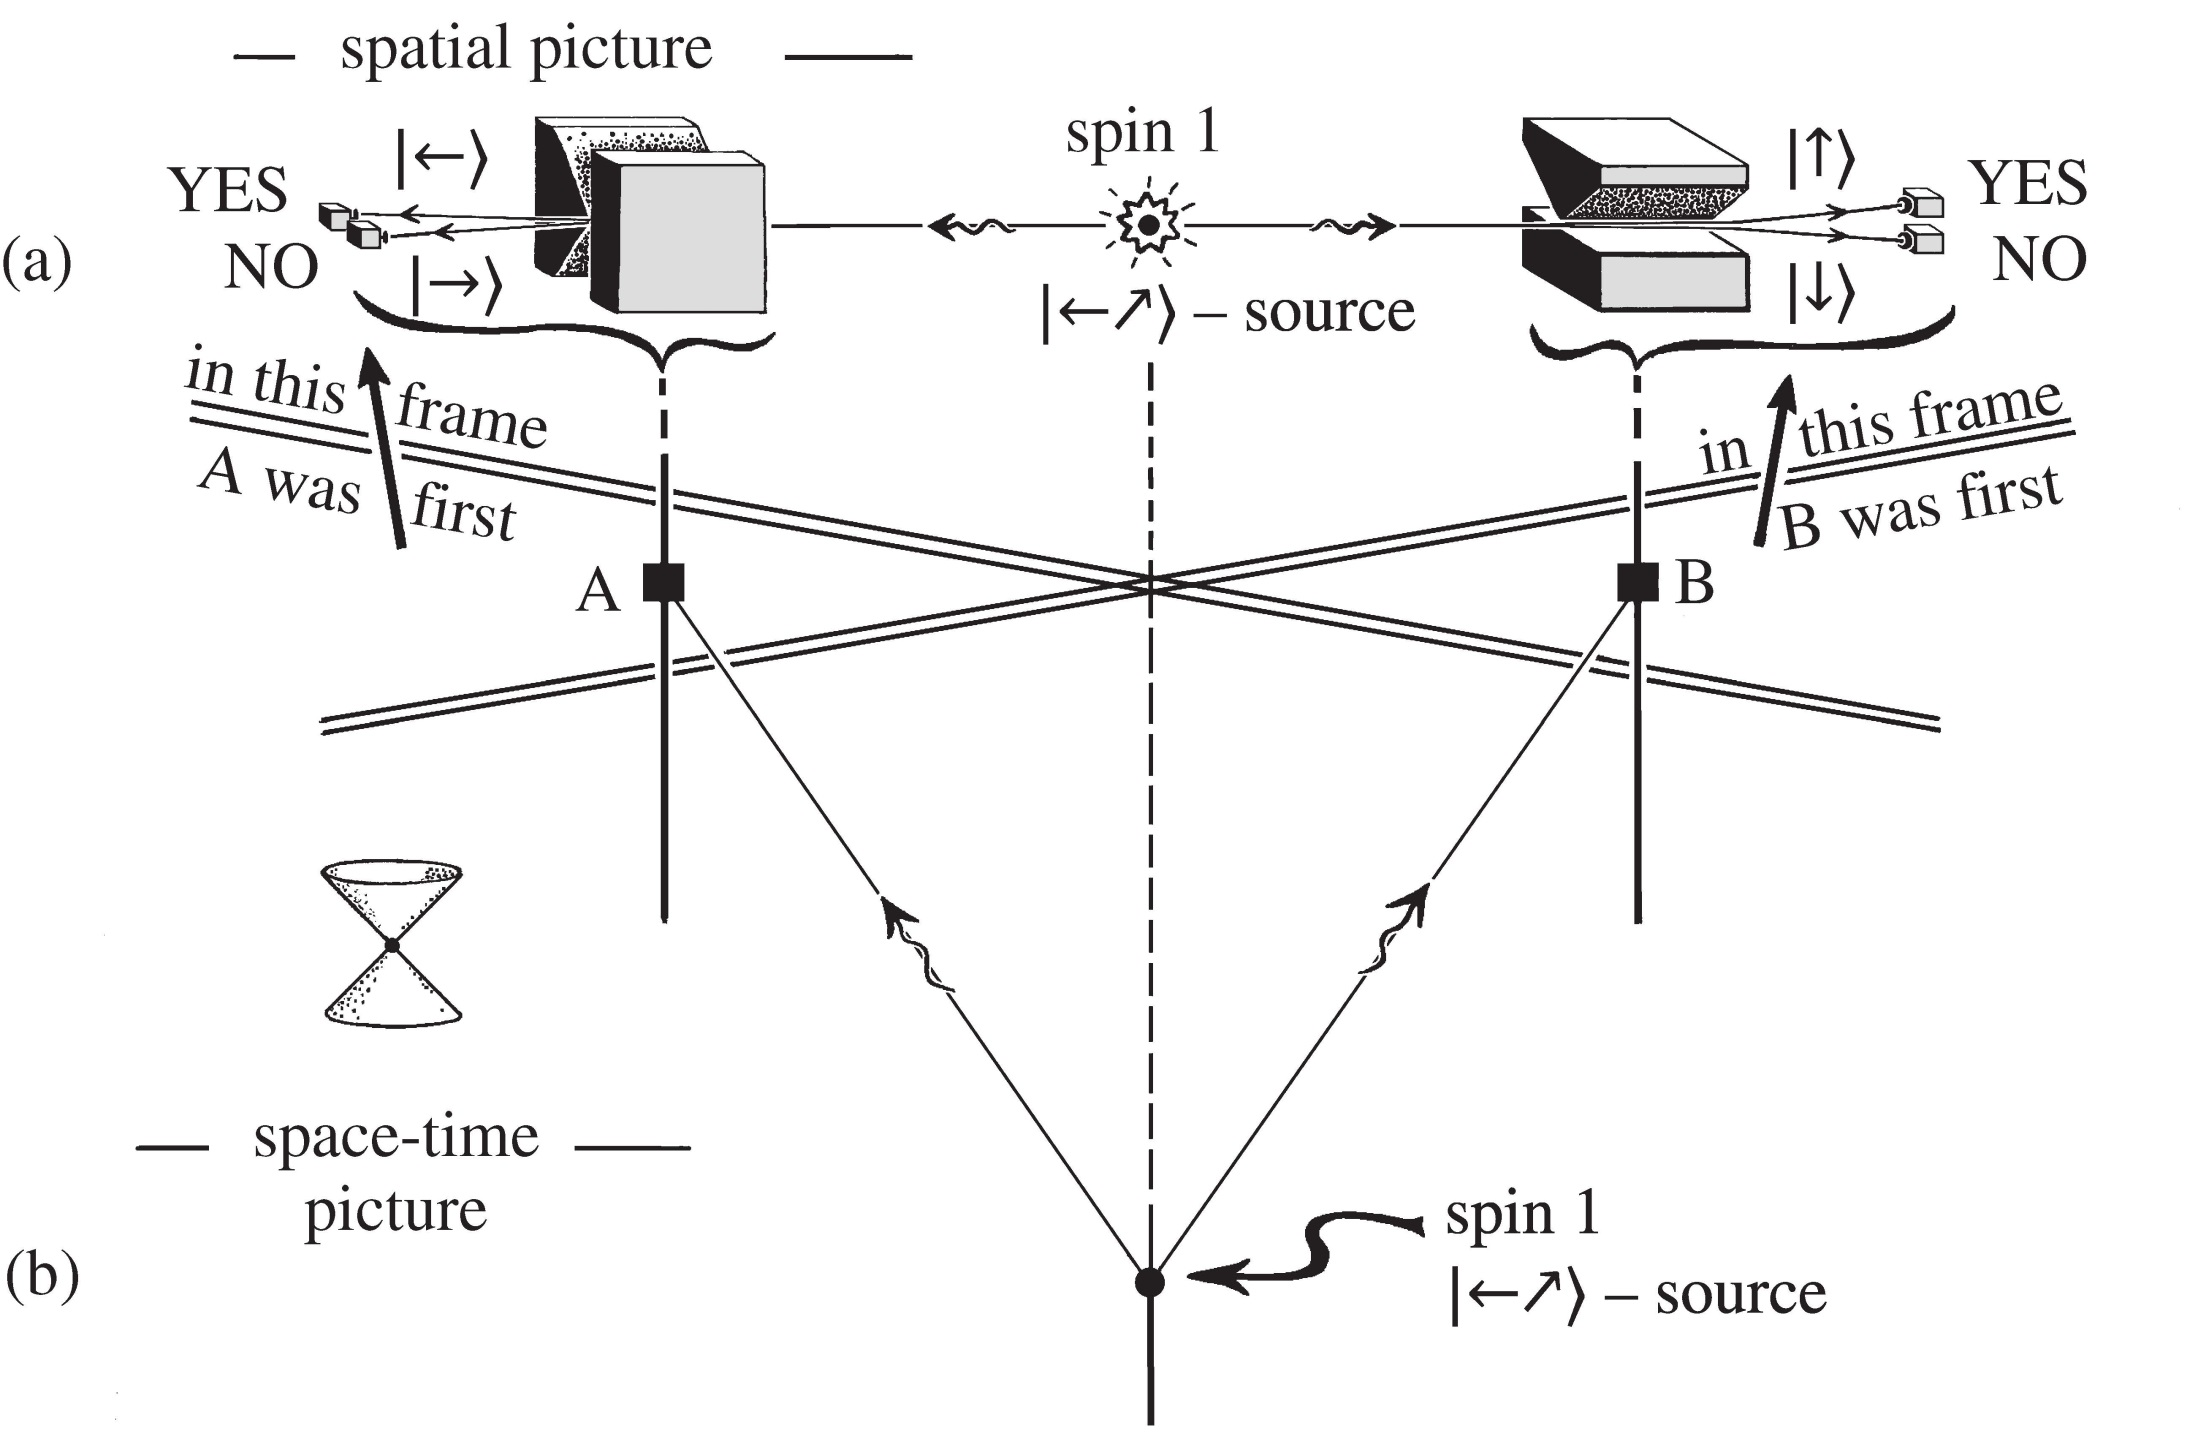 — spatial picture —
spin 1
|←⟩
|↑⟩
YES
YES
(a)
NO
NO
|→⟩
|←↗⟩ – source
|↓⟩
in this frame
A was first
in this frame
B was first
A
B
— space-time —
picture
(b)
spin 1
|←↗⟩ – source